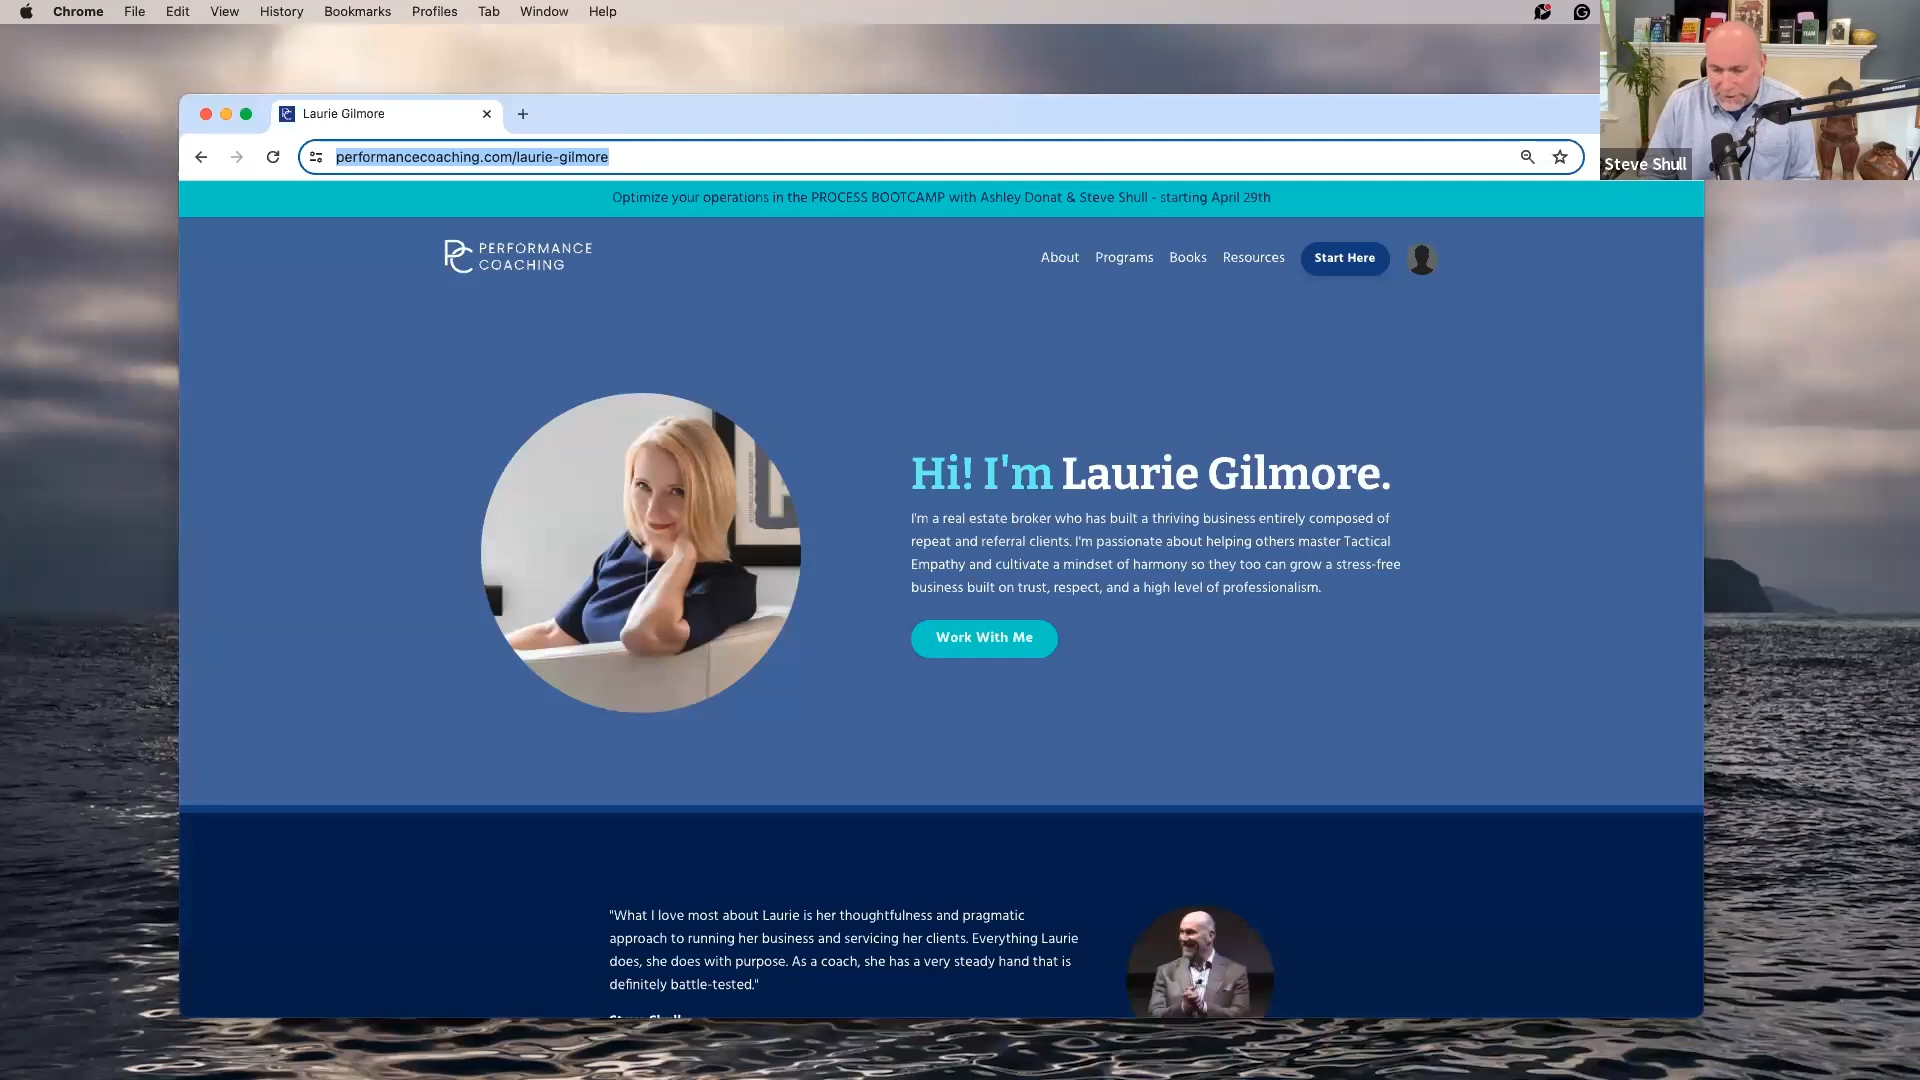 Chrome File Edit View History Bookmarks Profiles Tab Window Help
Laurie Gilmore
performancecoaching.com/laurie-gilmore
Steve Shull
Optimize your operations in the PROCESS BOOTCAMP with Ashley Donat & Steve Shull - starting April 29th
PERFORMANCE
COACHING
About Programs Books Resources Start Here
Hi! I'm Laurie Gilmore.
I'm a real estate broker who has built a thriving business entirely composed of
repeat and referral clients. I'm passionate about helping others master Tactical
Empathy and cultivate a mindset of harmony so they too can grow a stress-free
business built on trust, respect, and a high level of professionalism.
Work With Me
"What I love most about Laurie is her thoughtfulness and pragmatic
approach to running her business and servicing her clients. Everything Laurie
does, she does with purpose. As a coach, she has a very steady hand that is
definitely battle-tested."